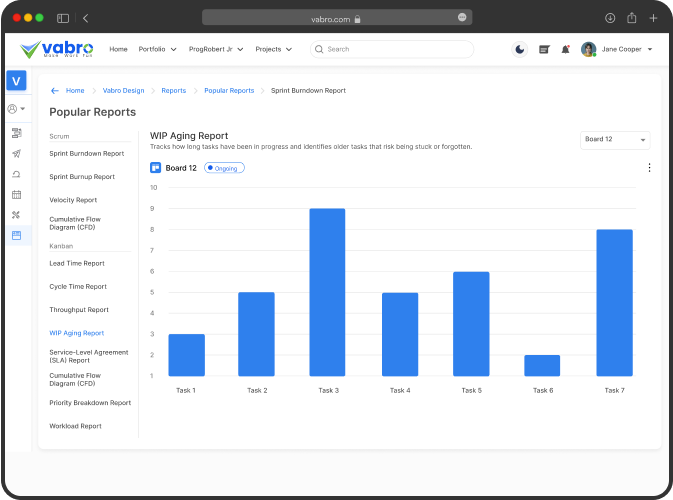 vabro.com
vabro
Make Work Fun
Home
Portfolio
ProgRobert Jr
Projects
Search
Jane Cooper
V
Home
Vabro Design
Reports
Popular Reports
Sprint Burndown Report
Popular Reports
Scrum
Sprint Burndown Report
Sprint Burnup Report
Velocity Report
Cumulative Flow
Diagram (CFD)
Kanban
Lead Time Report
Cycle Time Report
Throughput Report
WIP Aging Report
Service-Level Agreement
(SLA) Report
Cumulative Flow
Diagram (CFD)
Priority Breakdown Report
Workload Report
WIP Aging Report
Tracks how long tasks have been in progress and identifies older tasks that risk being stuck or forgotten.
Board 12
Board 12
Ongoing
10
9
8
7
6
5
4
3
2
1
Task 1
Task 2
Task 3
Task 4
Task 5
Task 6
Task 7